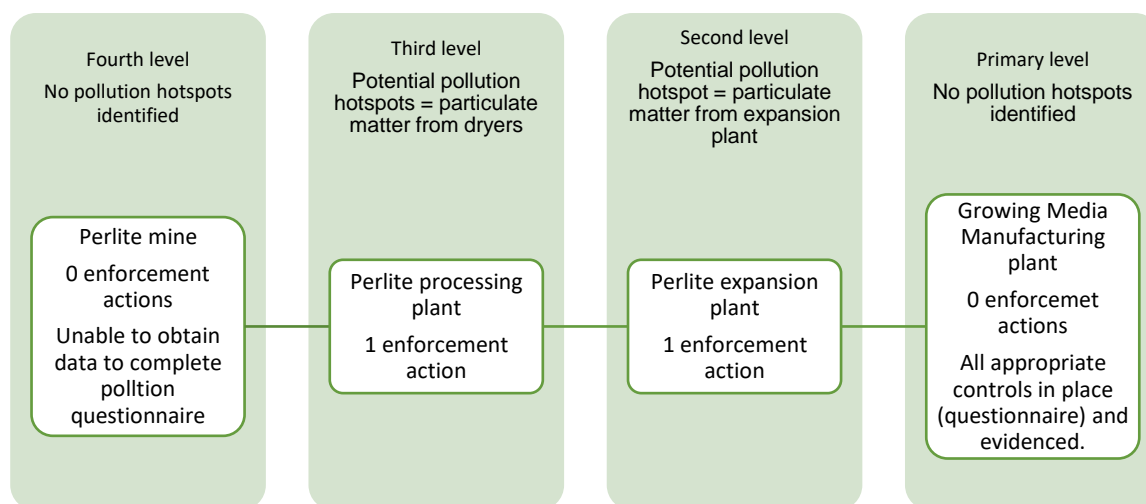 Fourth level
No pollution hotspots
identified
Perlite mine
0 enforcement
actions
Unable to obtain
data to complete
polltion
questionnaire
Third level
Potential pollution
hotspots = particulate
matter from dryers
Perlite processing
plant
1 enforcement
action
Second level
Potential pollution
hotspot = particulate
matter from expansion
plant
Perlite expansion
plant
1 enforcement
action
Primary level
No pollution hotspots
identified
Growing Media
Manufacturing
plant
0 enforcemet
actions
All appropriate
controls in place
(questionnaire) and
evidenced.